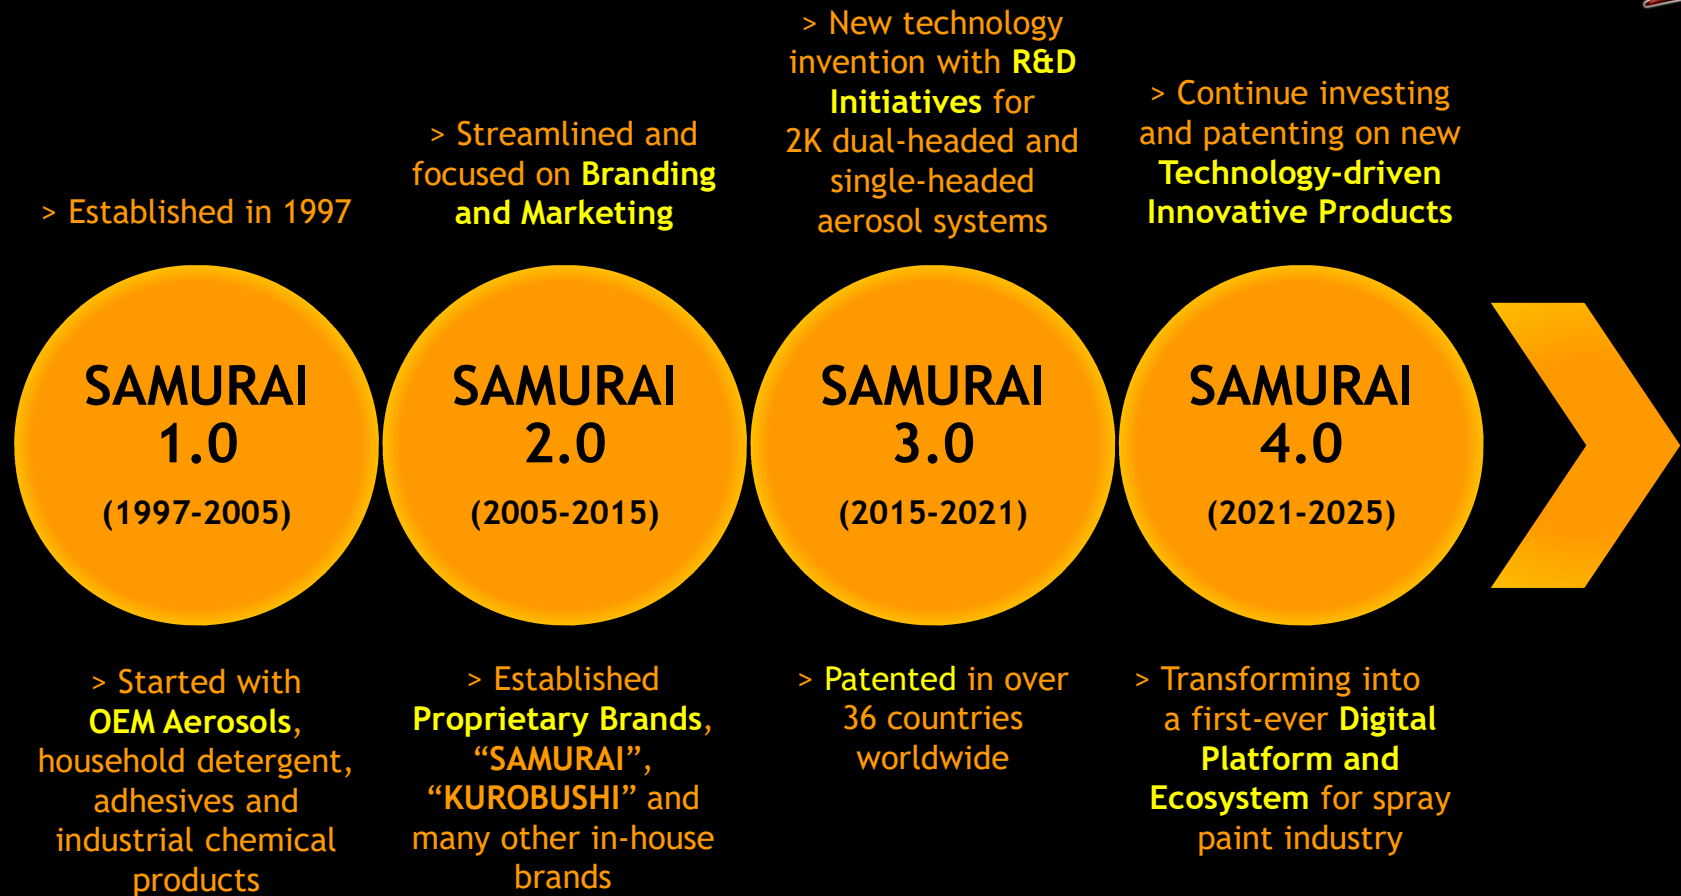 > Established in 1997
> Streamlined and
focused on Branding
and Marketing
> New technology
invention with R&D
Initiatives for
2K dual-headed and
single-headed
aerosol systems
> Continue investing
and patenting on new
Technology-driven
Innovative Products
SAMURAI
1.0
(1997-2005)
SAMURAI
2.0
(2005-2015)
SAMURAI
3.0
(2015-2021)
SAMURAI
4.0
(2021-2025)
> Started with
OEM Aerosols,
household detergent,
adhesives and
industrial chemical
products
> Established
Proprietary Brands,
“SAMURAI”,
“KUROBUSHI” and
many other in-house
brands
> Patented in over
36 countries
worldwide
> Transforming into
a first-ever Digital
Platform and
Ecosystem for spray
paint industry